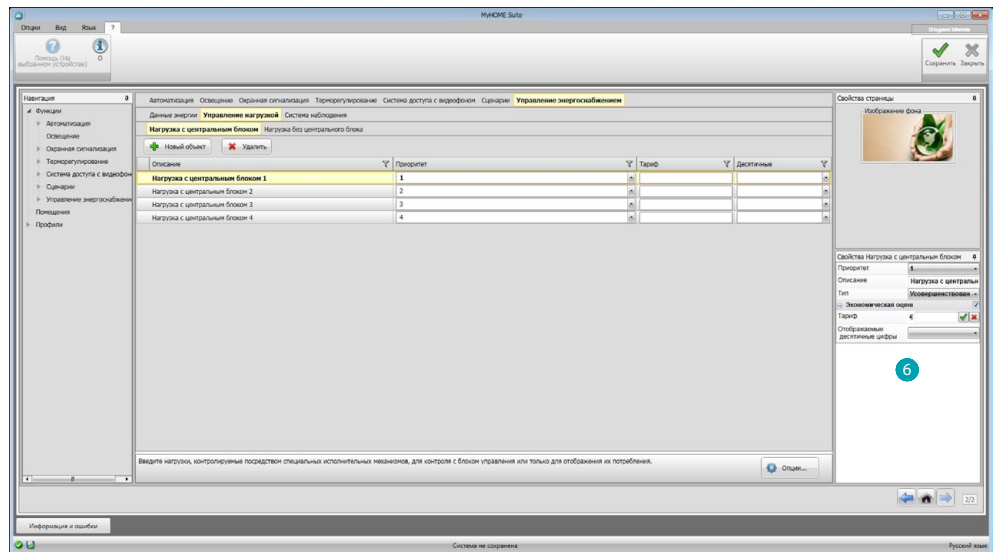 MyHOME Suite
Опции Вид Язык ?
Помощь (На выбранном устройстве)
О
Сохранить Закрыть
Навигация
Функции
Автоматизация
Освещение
Охранная сигнализация
Терморегулирование
Система доступа с видеофон
Сценарии
Управление энергоснабжени
Помещения
Профили
Автоматизация Освещение Охранная сигнализация Терморегулирование Система доступа с видеофоном Сценарии Управление энергоснабжением
Данные энергии Управление нагрузкой Система наблюдения
Нагрузка с центральным блоком Нагрузка без центрального блока
Новый объект Удалить
Описание Приоритет Тариф Десятичные
Нагрузка с центральным блоком 1 1
Нагрузка с центральным блоком 2 2
Нагрузка с центральным блоком 3 3
Нагрузка с центральным блоком 4 4
Введите нагрузки, контролируемые посредством специальных исполнительных механизмов, для контроля с блоком управления или только для отображения их потребления.
Опции...
Свойства страницы
Изображение фона
Свойства Нагрузка с центральным блоком
Приоритет 1
Описание Нагрузка с центральн
Тип Усовершенствован
Экономическая оцен
Тариф €
Отображаемые
десятичные цифры
6
2/2
Информация и ошибки
Система не сохранена
Русский язык